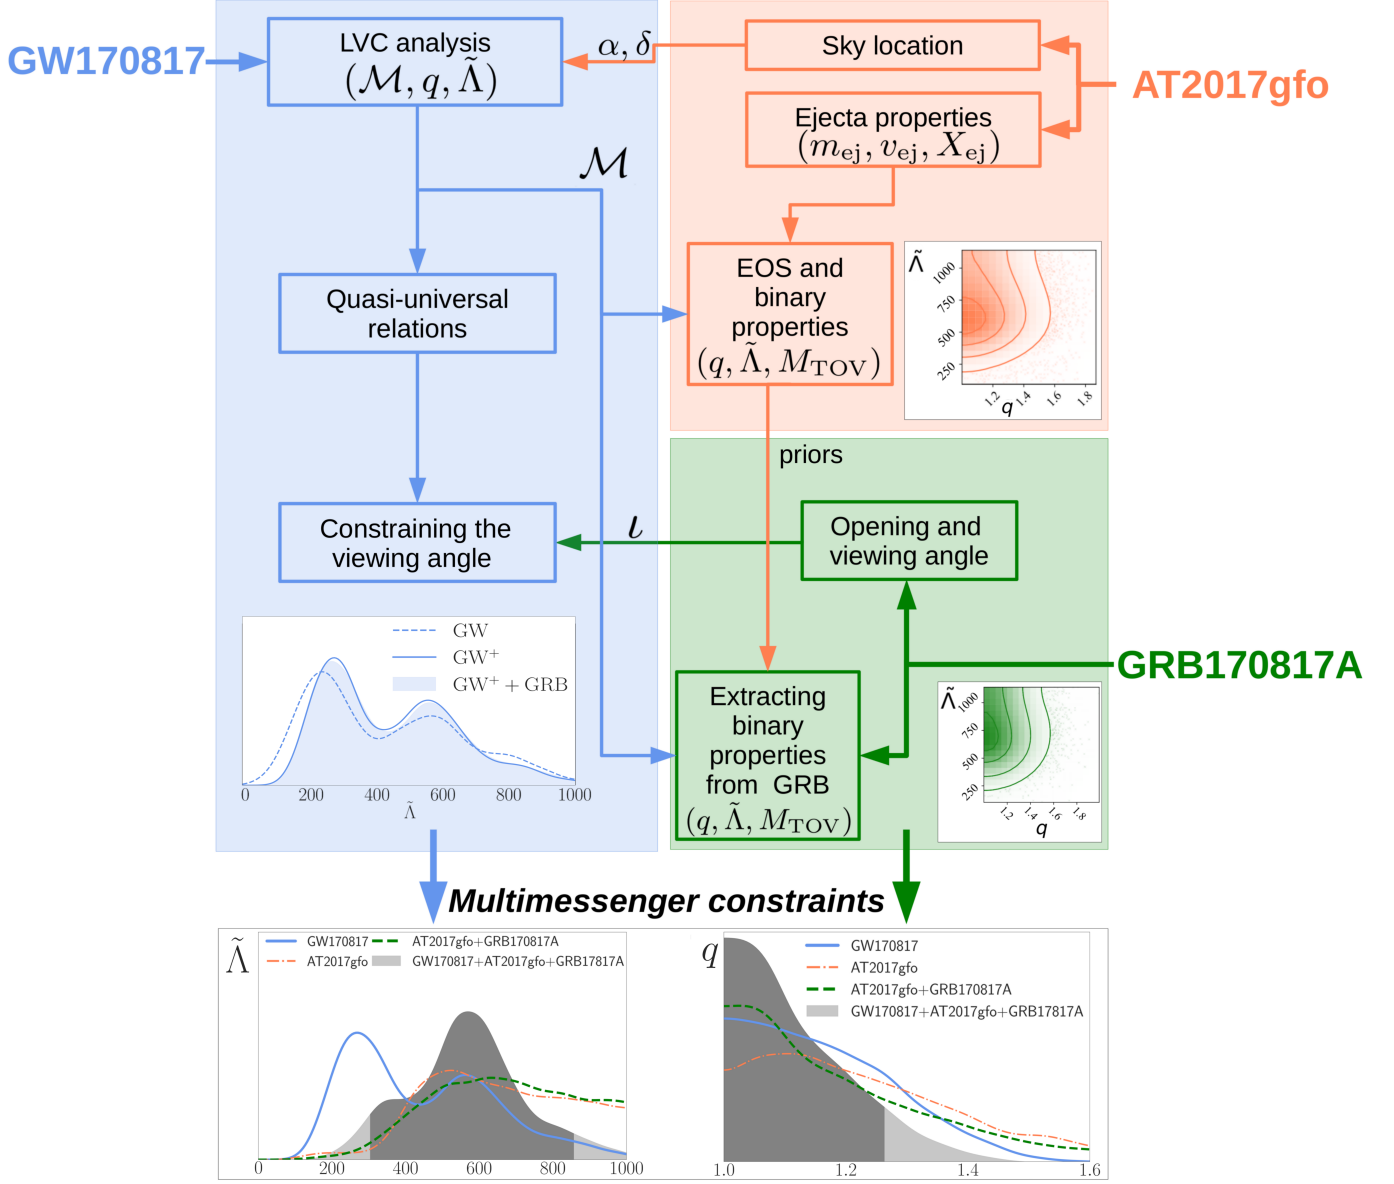 GW170817
LVC analysis
(ℳ, q, Λ̃)
α, δ
Sky location
AT2017gfo
Ejecta properties
(m_ej, v_ej, X_ej)
ℳ
Quasi-universal
relations
EOS and
binary
properties
(q, Λ̃, M_TOV)
Λ̃
1000
750
500
250
1.2
1.4
1.6
1.8
q
priors
Constraining the
viewing angle
ι
Opening and
viewing angle
GRB170817A
GW
GW⁺
GW⁺ + GRB
0
200
400
600
800
1000
Λ̃
Extracting
binary
properties
from GRB
(q, Λ̃, M_TOV)
Λ̃
1000
750
500
250
1.2
1.4
1.6
1.8
q
Multimessenger constraints
Λ̃
GW170817
AT2017gfo
AT2017gfo+GRB170817A
GW170817+AT2017gfo+GRB17817A
0
200
400
600
800
1000
q
GW170817
AT2017gfo
AT2017gfo+GRB170817A
GW170817+AT2017gfo+GRB17817A
1.0
1.2
1.4
1.6